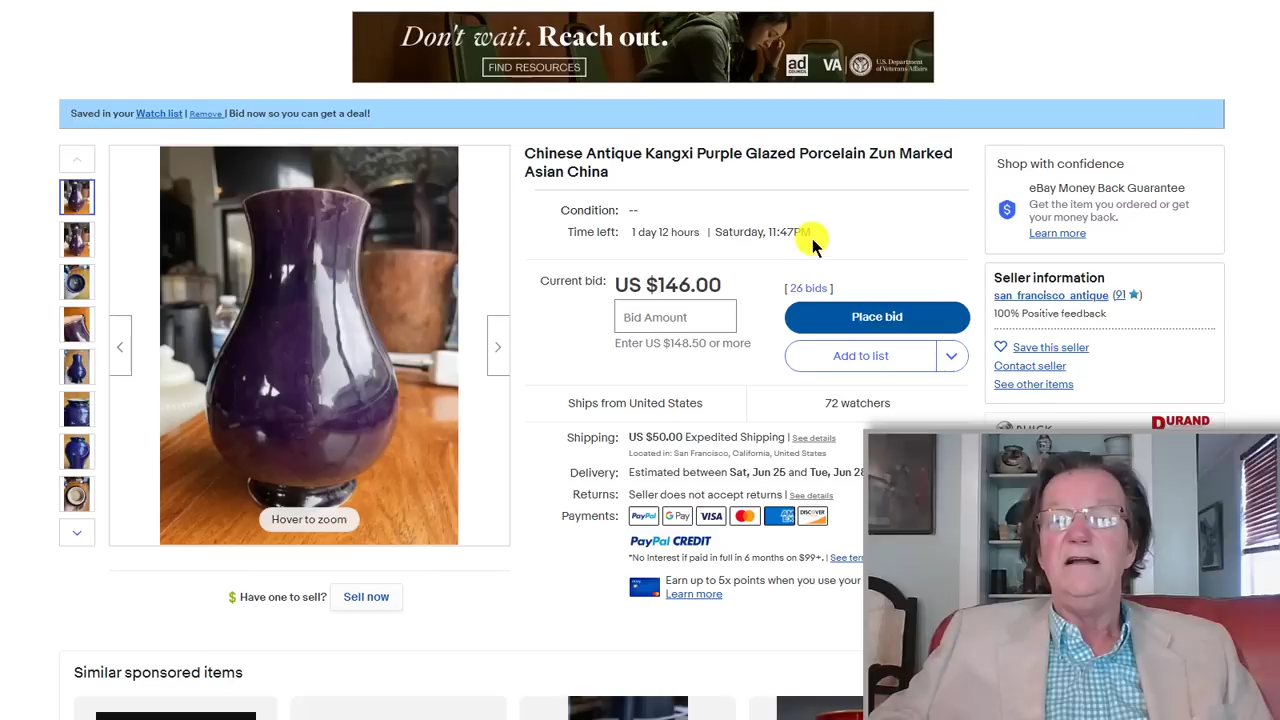 Don't wait. Reach out.
FIND RESOURCES
ad
COUNCIL
VA
U.S. Department
of Veterans Affairs
Saved in your Watch list | Remove | Bid now so you can get a deal!
Chinese Antique Kangxi Purple Glazed Porcelain Zun Marked
Asian China
Condition: --
Time left: 1 day 12 hours | Saturday, 11:47PM
Current bid: US $146.00
[ 26 bids ]
Bid Amount
Place bid
Enter US $148.50 or more
Add to list
Ships from United States
72 watchers
Shipping: US $50.00 Expedited Shipping | See details
Located in: San Francisco, California, United States
Delivery: Estimated between Sat, Jun 25 and Tue, Jun 28
Returns: Seller does not accept returns | See details
Payments: PayPal G Pay VISA mastercard AMEX DISCOVER
PayPal CREDIT
*No Interest if paid in full in 6 months on $99+. | See ter
Earn up to 5x points when you use your
Learn more
Shop with confidence
eBay Money Back Guarantee
Get the item you ordered or get
your money back.
Learn more
Seller information
san_francisco_antique (91)
100% Positive feedback
Save this seller
Contact seller
See other items
BUICK
DURAND
Hover to zoom
$ Have one to sell? Sell now
Similar sponsored items